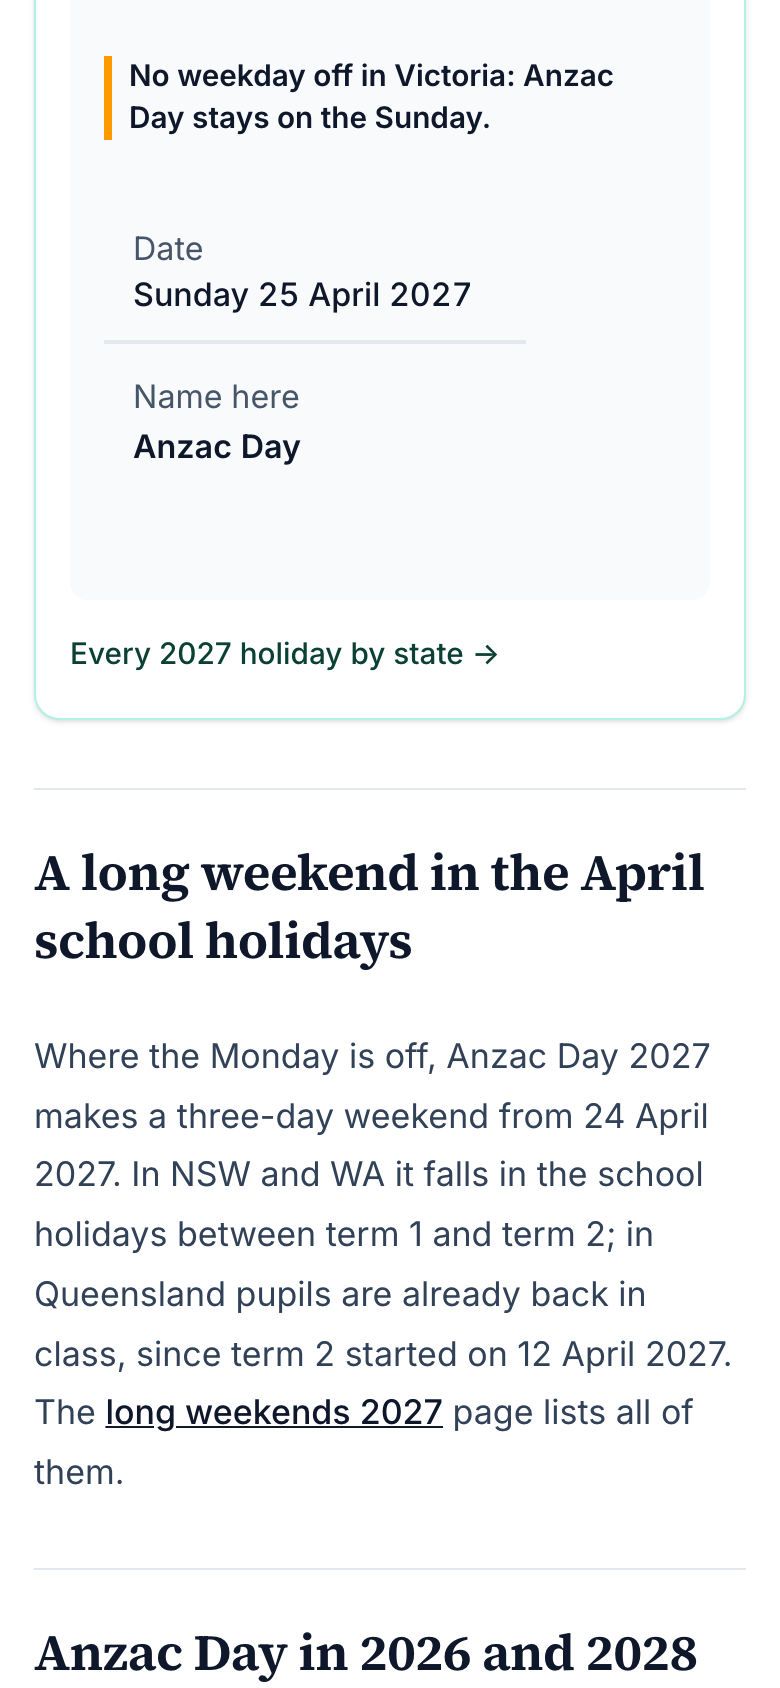 No weekday off in Victoria: Anzac
Day stays on the Sunday.
Date
Sunday 25 April 2027
Name here
Anzac Day
Every 2027 holiday by state →
A long weekend in the April
school holidays
Where the Monday is off, Anzac Day 2027
makes a three-day weekend from 24 April
2027. In NSW and WA it falls in the school
holidays between term 1 and term 2; in
Queensland pupils are already back in
class, since term 2 started on 12 April 2027.
The long weekends 2027 page lists all of
them.
Anzac Day in 2026 and 2028